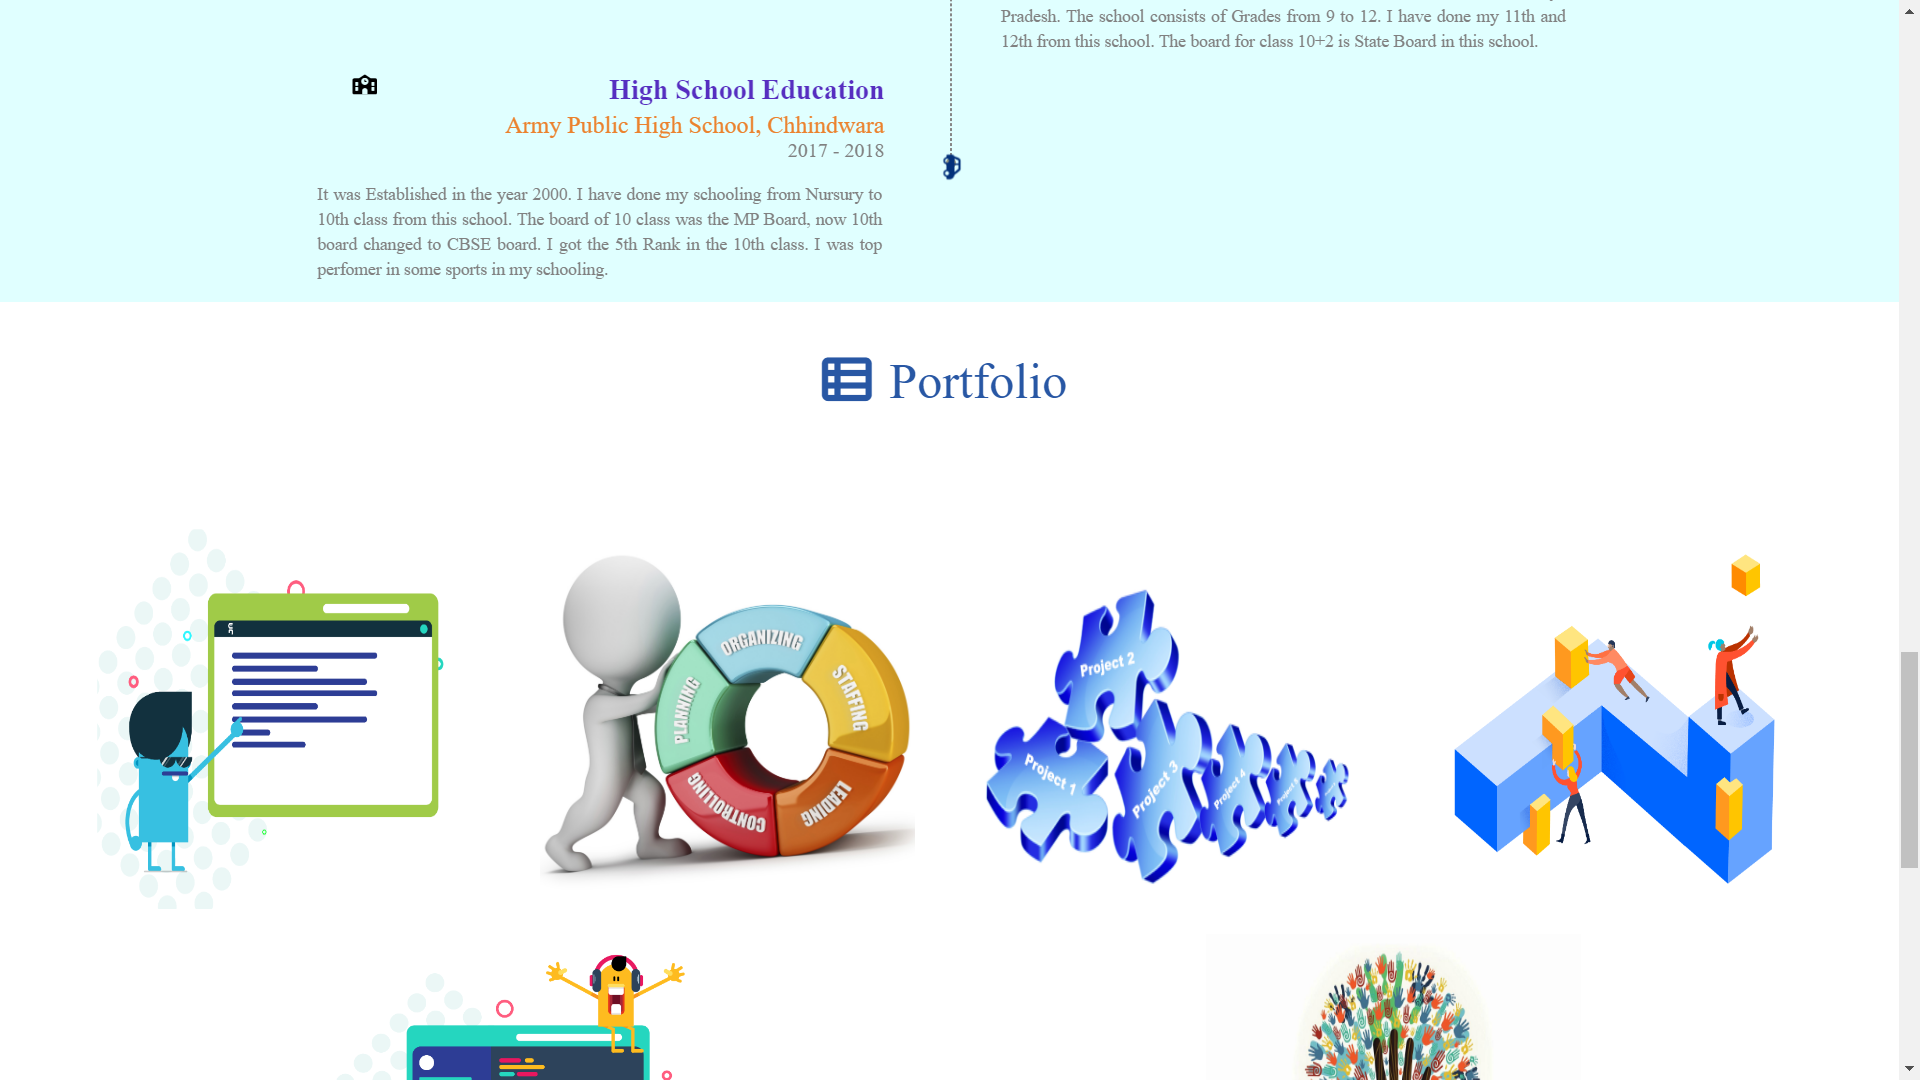 Pradesh. The school consists of Grades from 9 to 12. I have done my 11th and
12th from this school. The board for class 10+2 is State Board in this school.
High School Education
Army Public High School, Chhindwara
2017 - 2018
It was Established in the year 2000. I have done my schooling from Nursury to
10th class from this school. The board of 10 class was the MP Board, now 10th
board changed to CBSE board. I got the 5th Rank in the 10th class. I was top
perfomer in some sports in my schooling.
Portfolio
ORGANIZING
STAFFING
PLANNING
CONTROLLING
LEADING
Project 2
Project 1
Project 3
Project 4